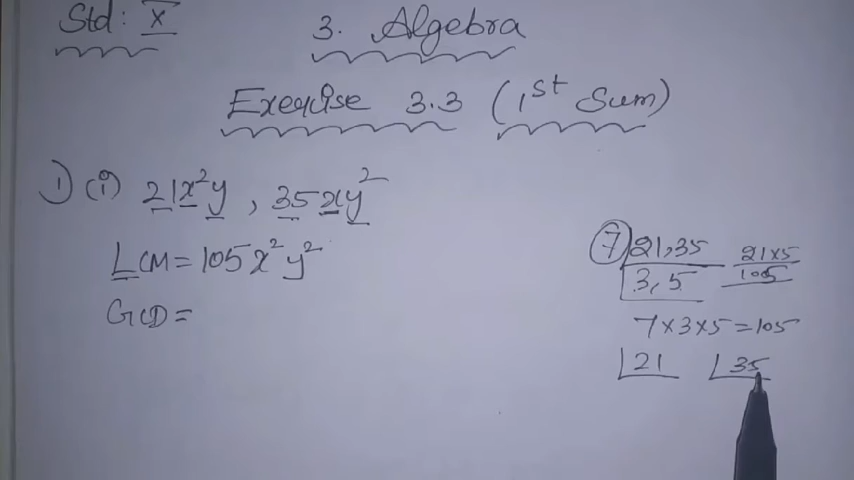 Std: X
3. Algebra
Exercise 3.3 (1st Sum)
1) (i) 21x²y, 35xy²
LCM = 105x²y²
GCD =
7 | 21, 35
3, 5
21×5
105
7×3×5=105
21 35